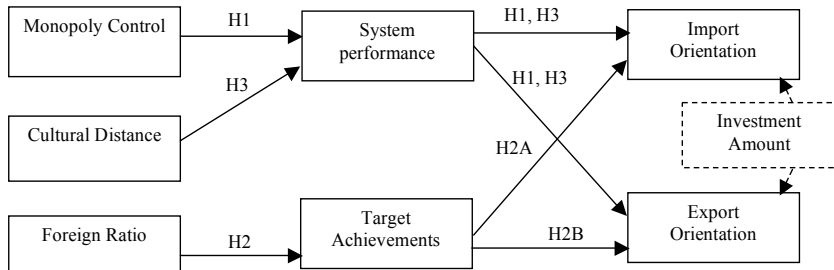 Monopoly Control
H1
System
performance
H1, H3
Import
Orientation
H3
H1, H3
Cultural Distance
Investment
Amount
H2A
Foreign Ratio
H2
Target
Achievements
H2B
Export
Orientation